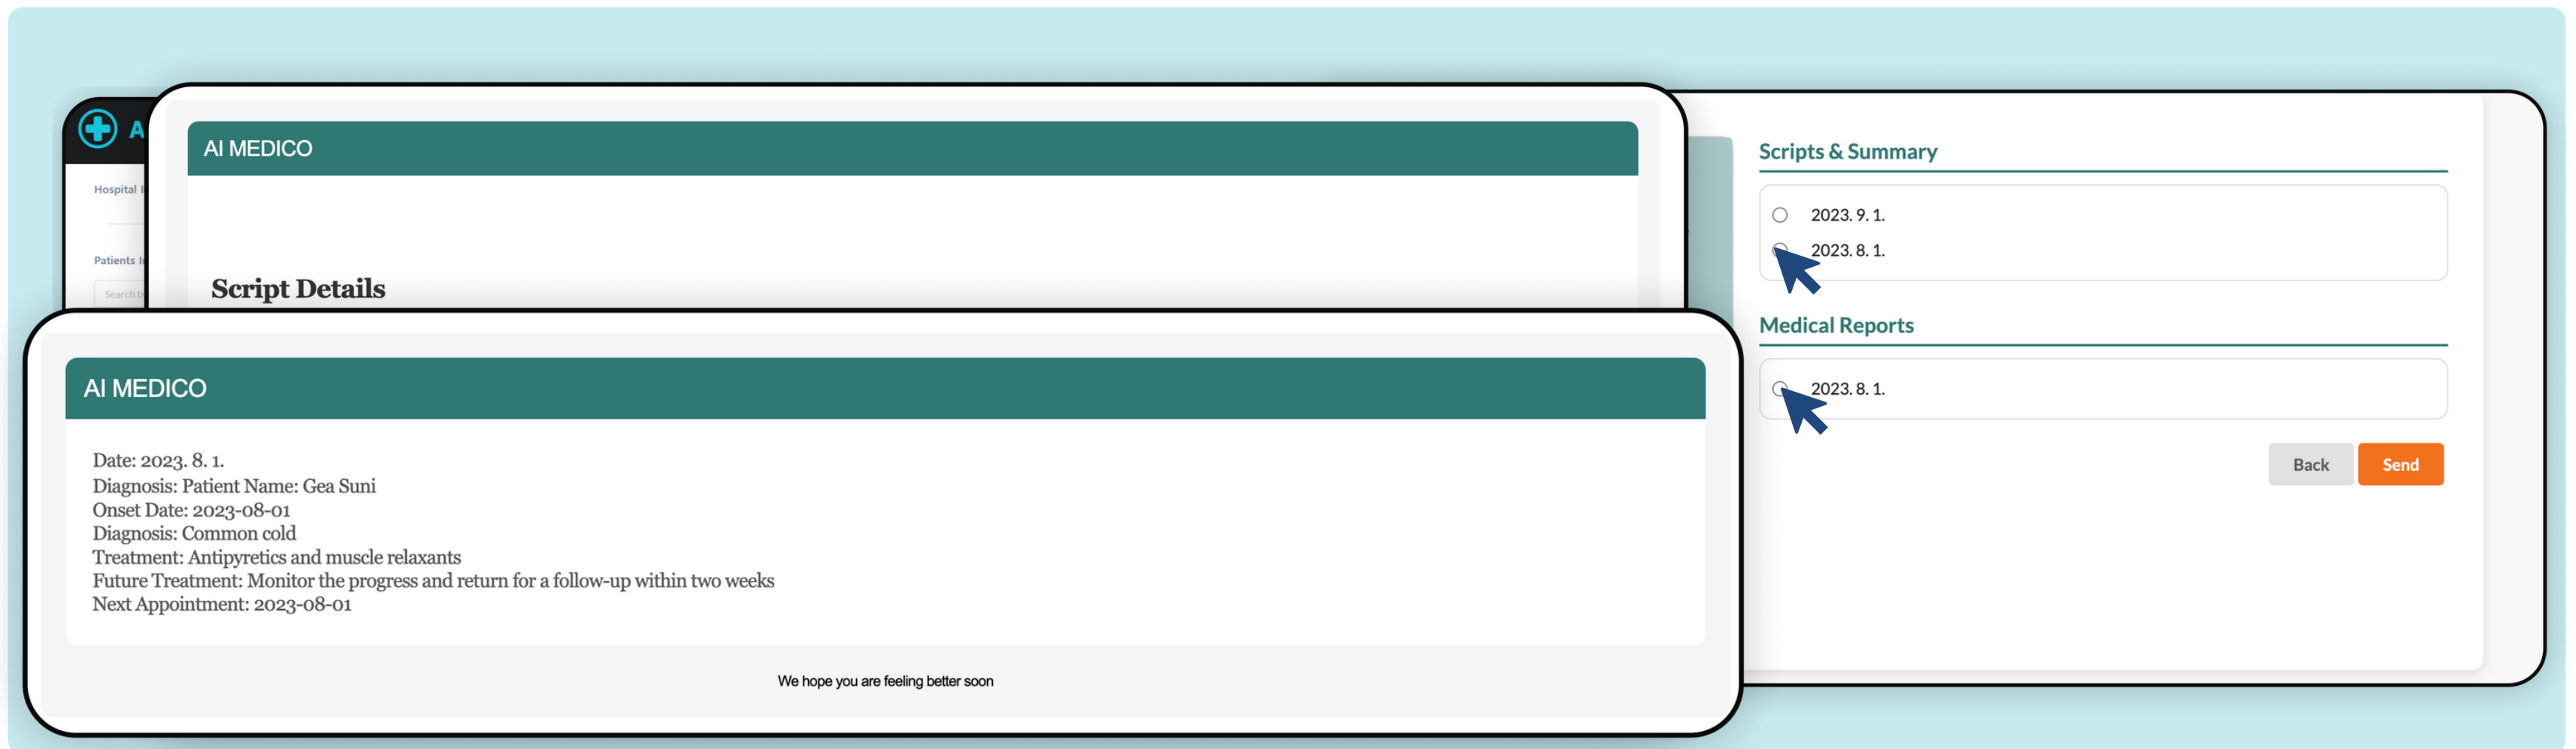 A
Hospital
Patients
Search
AI MEDICO
Script Details
AI MEDICO
Date: 2023. 8. 1.
Diagnosis: Patient Name: Gea Suni
Onset Date: 2023-08-01
Diagnosis: Common cold
Treatment: Antipyretics and muscle relaxants
Future Treatment: Monitor the progress and return for a follow-up within two weeks
Next Appointment: 2023-08-01
We hope you are feeling better soon
Scripts & Summary
2023. 9. 1.
2023. 8. 1.
Medical Reports
2023. 8. 1.
Back
Send